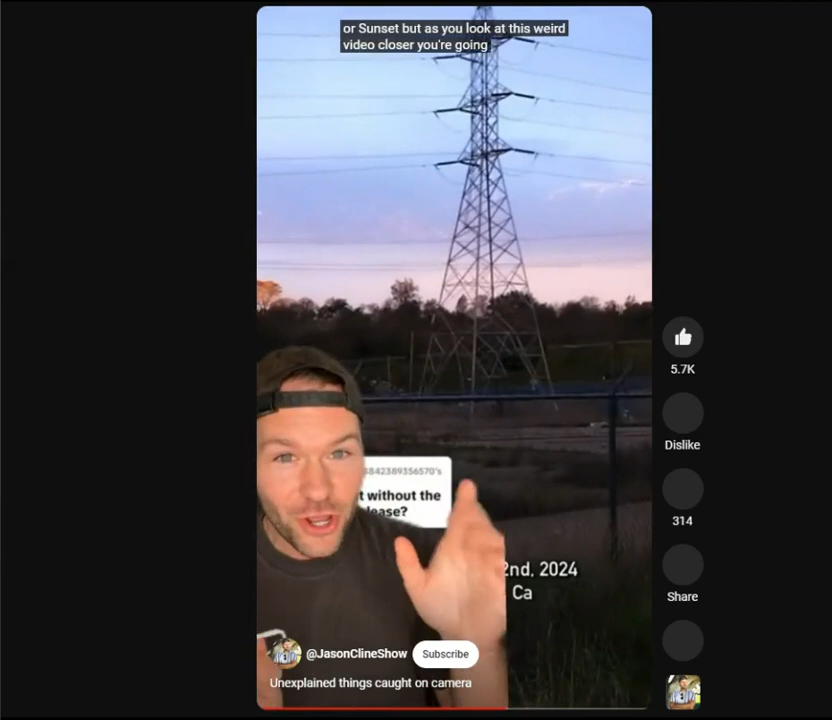 or Sunset but as you look at this weird
video closer you're going
842389356570's
t without the
lease?
2nd, 2024
Ca
@JasonClineShow
Subscribe
Unexplained things caught on camera
5.7K
Dislike
314
Share